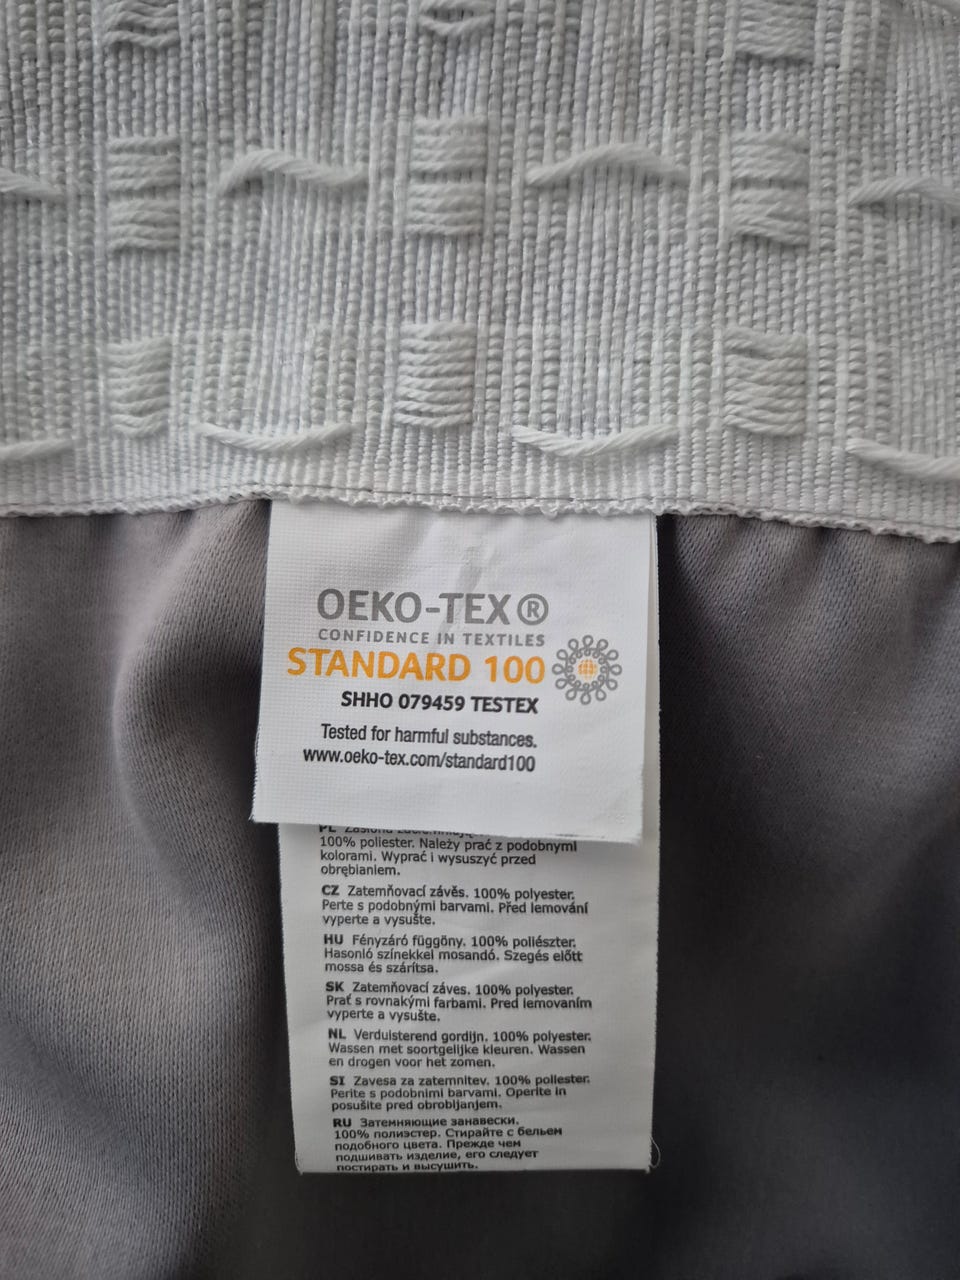 OEKO-TEX®
CONFIDENCE IN TEXTILES
STANDARD 100
SHHO 079459 TESTEX
Tested for harmful substances.
www.oeko-tex.com/standard100
PL
100% poliester. Należy prać z podobnymi
kolorami. Wyprać i wysuszyć przed
obrębianiem.
CZ Zatemňovací závěs. 100% polyester.
Perte s podobnými barvami. Před lemování
vyperte a vysušte.
HU Fényzáró függöny. 100% poliészter.
Hasonló színekkel mosandó. Szegés előtt
mossa és szárítsa.
SK Zatemňovací záves. 100% polyester.
Prať s rovnakými farbami. Pred lemovaním
vyperte a vysušte.
NL Verduisterend gordijn. 100% polyester.
Wassen met soortgelijke kleuren. Wassen
en drogen voor het zomen.
SI Zavesa za zatemnitev. 100% poliester.
Perite s podobnimi barvami. Operite in
posušite pred obrobljanjem.
RU Затемняющие занавески.
100% полиэстер. Стирайте с бельем
подобного цвета. Прежде чем
подшивать изделие, его следует
постирать и высушить.